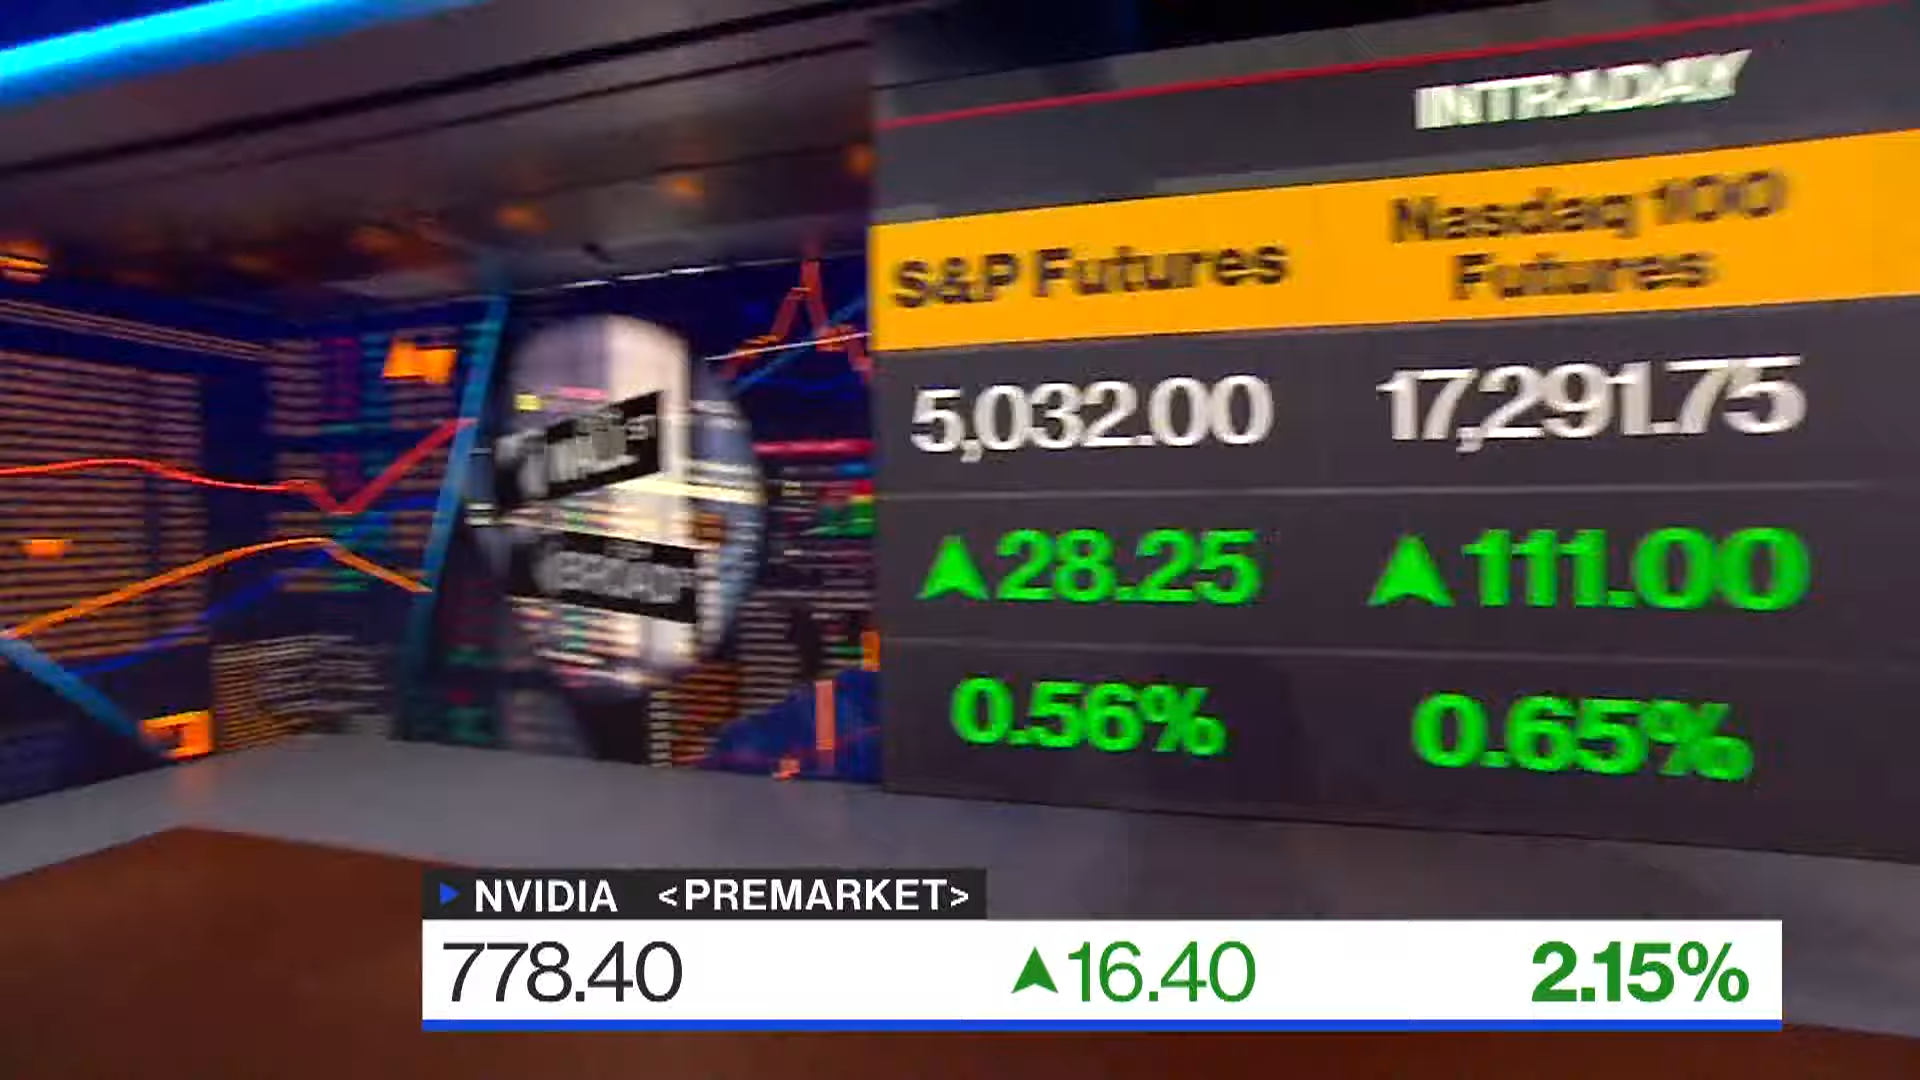 INTRADAY
S&P Futures
Nasdaq 100
Futures
5,032.00
17,291.75
▲28.25
▲111.00
0.56%
0.65%
NVIDIA <PREMARKET>
778.40
▲16.40
2.15%